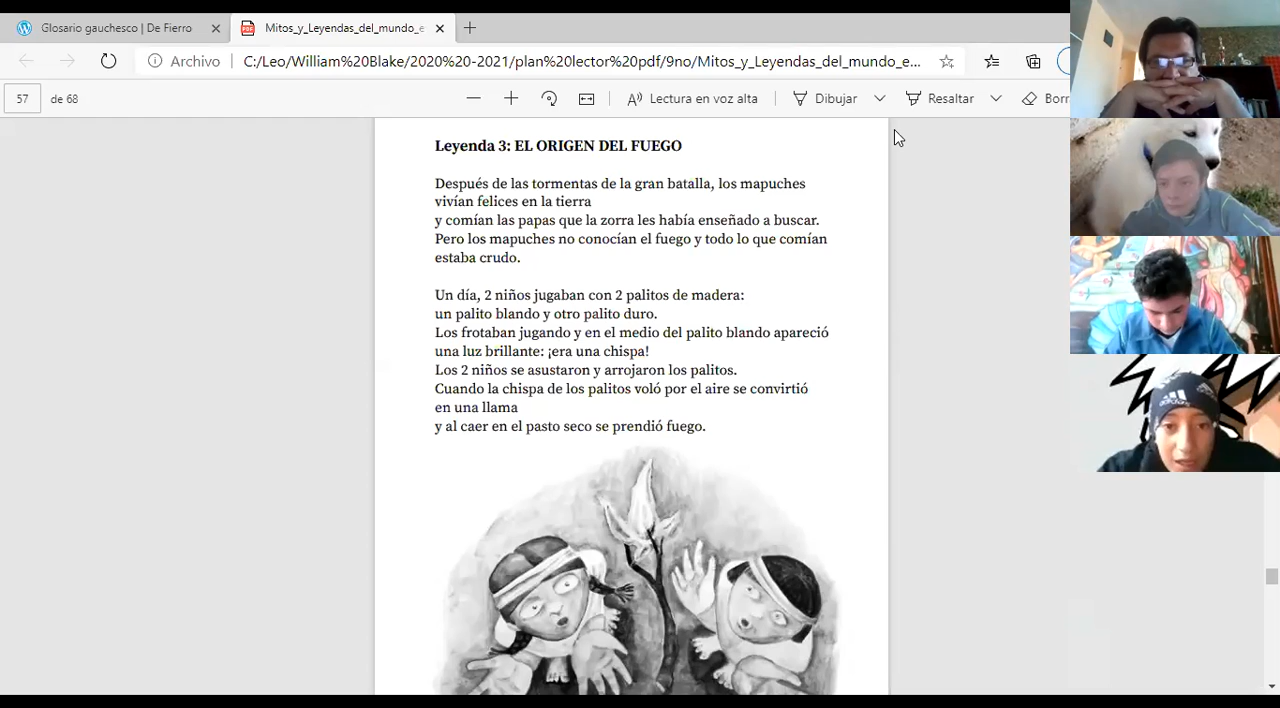 Glosario gauchesco | De Fierro
Mitos_y_Leyendas_del_mundo_e
Archivo
C:/Leo/William%20Blake/2020%20-2021/plan%20lector%20pdf/9no/Mitos_y_Leyendas_del_mundo_e...
57
de 68
Lectura en voz alta
Dibujar
Resaltar
Borr
Leyenda 3: EL ORIGEN DEL FUEGO
Después de las tormentas de la gran batalla, los mapuches
vivían felices en la tierra
y comían las papas que la zorra les había enseñado a buscar.
Pero los mapuches no conocían el fuego y todo lo que comían
estaba crudo.
Un día, 2 niños jugaban con 2 palitos de madera:
un palito blando y otro palito duro.
Los frotaban jugando y en el medio del palito blando apareció
una luz brillante: ¡era una chispa!
Los 2 niños se asustaron y arrojaron los palitos.
Cuando la chispa de los palitos voló por el aire se convirtió
en una llama
y al caer en el pasto seco se prendió fuego.
adidas